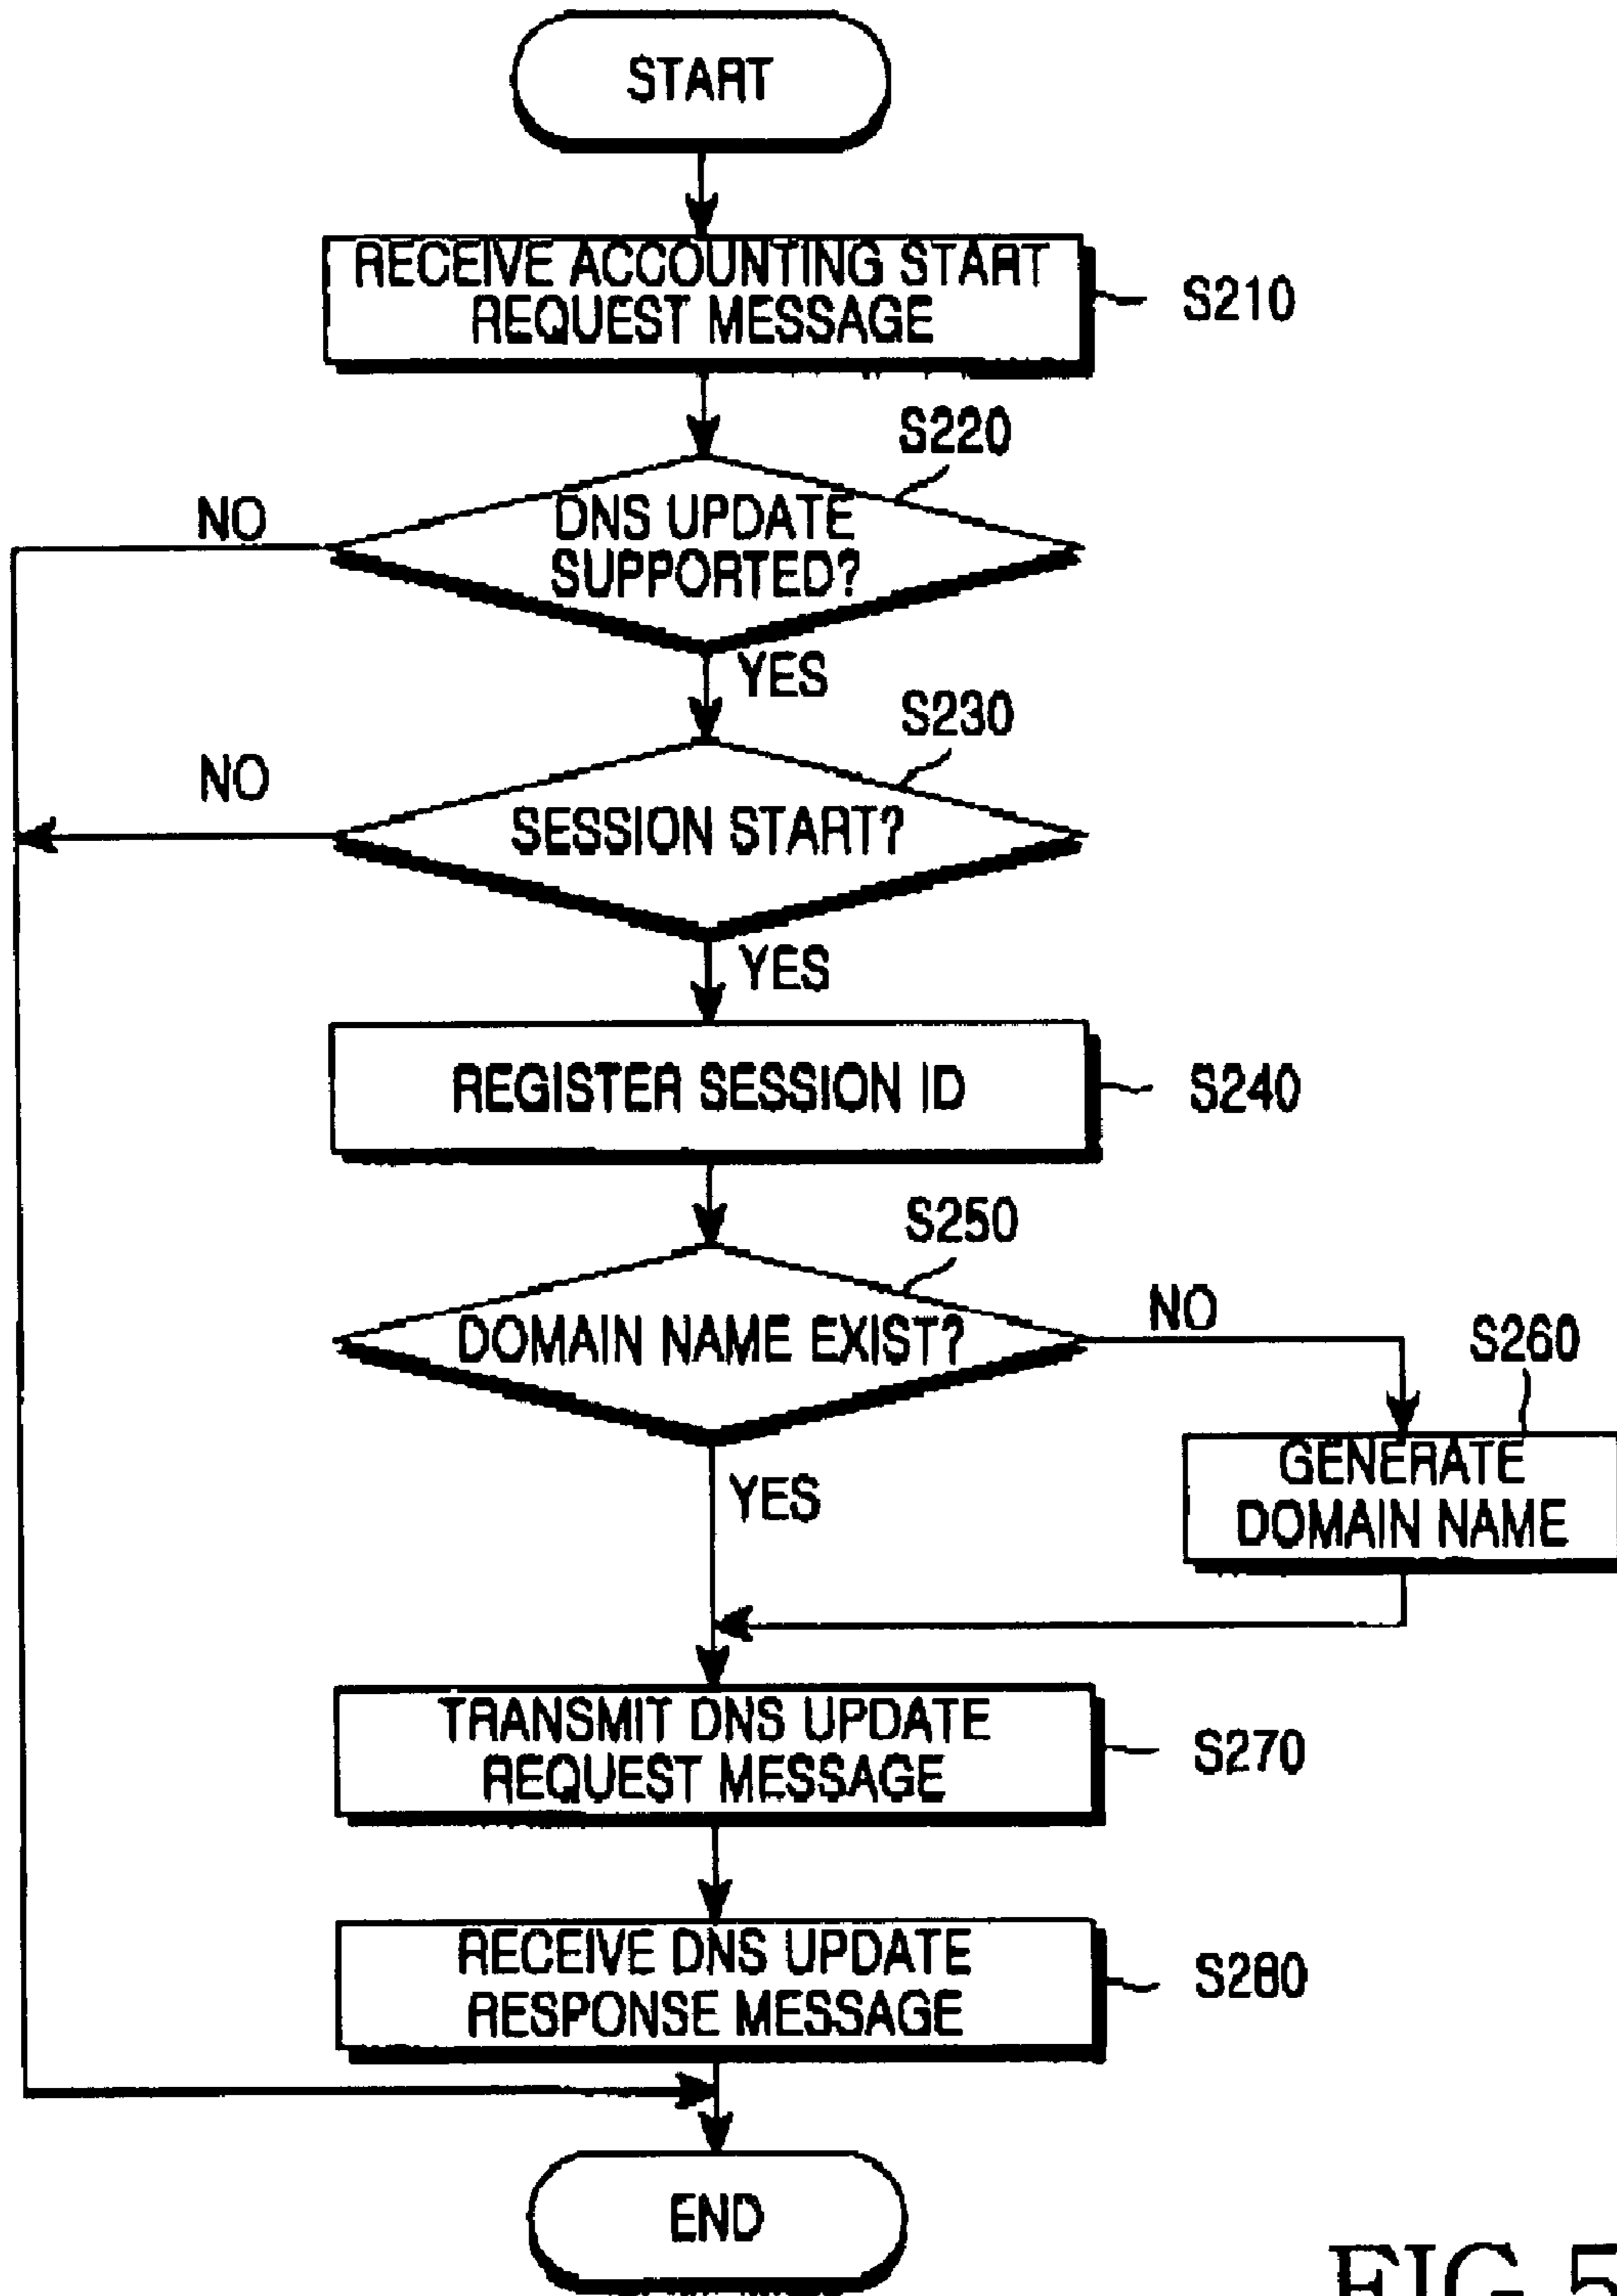 START
RECEIVE ACCOUNTING START
REQUEST MESSAGE
S210
S220
NO
DNS UPDATE
SUPPORTED?
YES
S230
NO
SESSION START?
YES
REGISTER SESSION ID
S240
S250
DOMAIN NAME EXIST?
NO
S260
GENERATE
DOMAIN NAME
YES
TRANSMIT DNS UPDATE
REQUEST MESSAGE
S270
RECEIVE DNS UPDATE
RESPONSE MESSAGE
S280
END
FIG.5